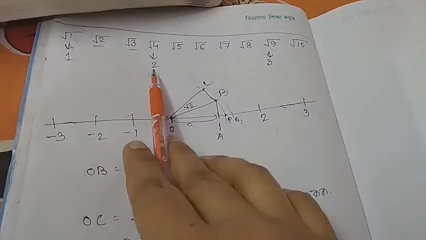 বিদ্যালয় শিক্ষা
√1 √2 √3 √4 √5 √6 √7 √8 √9 √10
1 2 3
C
√2 B
-3 -2 -1 0 1 2 3
A
OB =
OC =